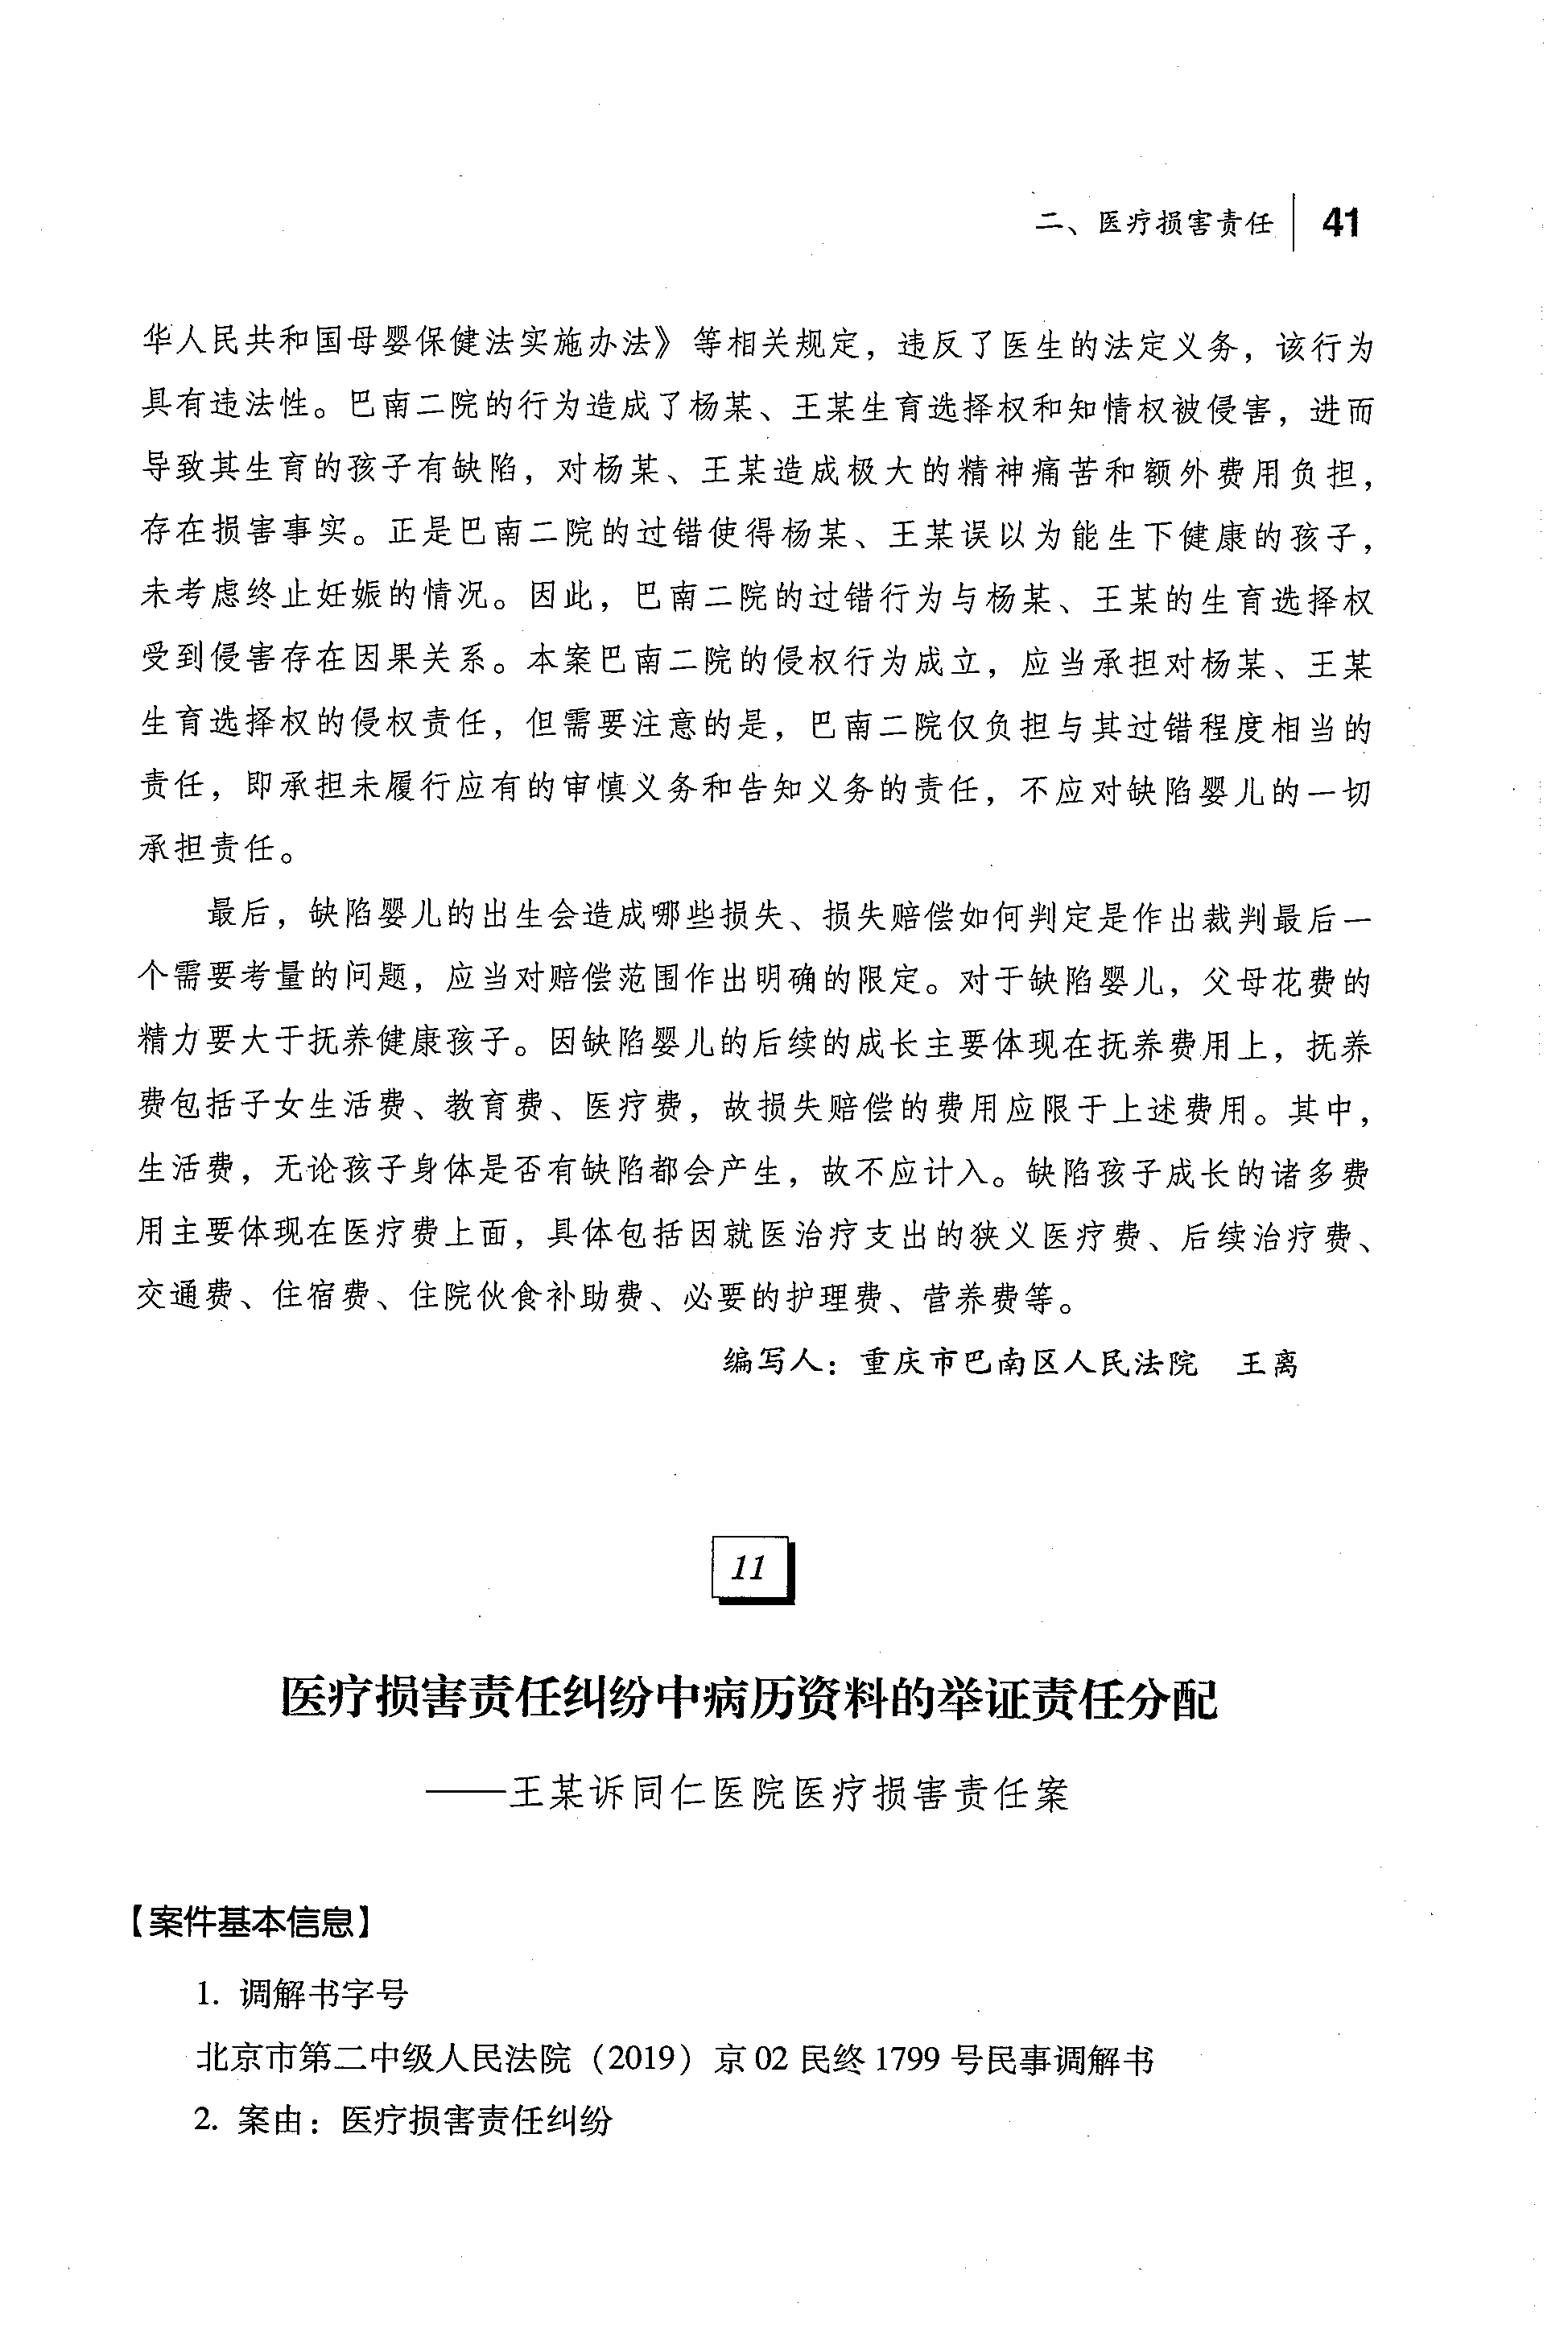 二、医疗损害责任 41
华人民共和国母婴保健法实施办法》等相关规定，违反了医生的法定义务，该行为
具有违法性。巴南二院的行为造成了杨某、王某生育选择权和知情权被侵害，进而
导致其生育的孩子有缺陷，对杨某、王某造成极大的精神痛苦和额外费用负担，
存在损害事实。正是巴南二院的过错使得杨某、王某误以为能生下健康的孩子，
未考虑终止妊娠的情况。因此，巴南二院的过错行为与杨某、王某的生育选择权
受到侵害存在因果关系。本案巴南二院的侵权行为成立，应当承担对杨某、王某
生育选择权的侵权责任，但需要注意的是，巴南二院仅负担与其过错程度相当的
责任，即承担未履行应有的审慎义务和告知义务的责任，不应对缺陷婴儿的一切
承担责任。
最后，缺陷婴儿的出生会造成哪些损失、损失赔偿如何判定是作出裁判最后一
个需要考量的问题，应当对赔偿范围作出明确的限定。对于缺陷婴儿，父母花费的
精力要大于抚养健康孩子。因缺陷婴儿的后续的成长主要体现在抚养费用上，抚养
费包括子女生活费、教育费、医疗费，故损失赔偿的费用应限于上述费用。其中，
生活费，无论孩子身体是否有缺陷都会产生，故不应计入。缺陷孩子成长的诸多费
用主要体现在医疗费上面，具体包括因就医治疗支出的狭义医疗费、后续治疗费、
交通费、住宿费、住院伙食补助费、必要的护理费、营养费等。
编写人：重庆市巴南区人民法院 王离
11
医疗损害责任纠纷中病历资料的举证责任分配
——王某诉同仁医院医疗损害责任案
【案件基本信息】
1. 调解书字号
北京市第二中级人民法院（2019）京 02 民终 1799 号民事调解书
2. 案由：医疗损害责任纠纷